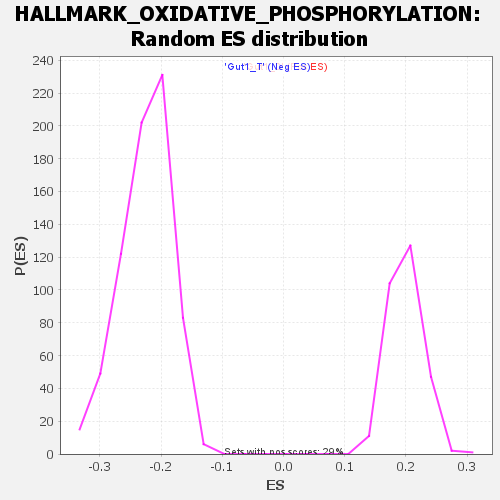 HALLMARK_OXIDATIVE_PHOSPHORYLATION:
Random ES distribution
240
220
200
180
160
140
120
100
80
60
40
20
0
P(ES)
'Gut1_T' (Neg ES)
ES)
Sets with pos scores: 29%
-0.3 -0.2 -0.1 0.0 0.1 0.2 0.3
ES